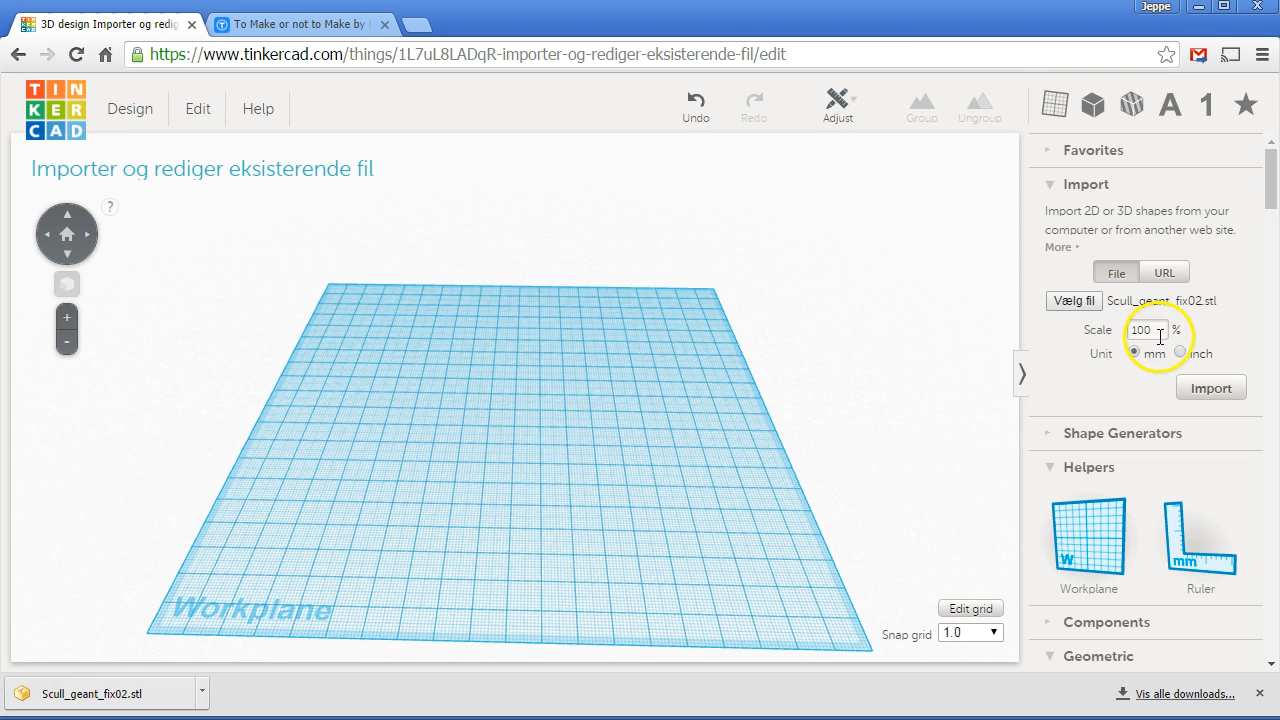 Jeppe
3D design Importer og redig
To Make or not to Make by
https://www.tinkercad.com/things/1L7uL8LADqR-importer-og-rediger-eksisterende-fil/edit
TINKERCAD
Design
Edit
Help
Undo
Redo
Adjust
Group
Ungroup
Importer og rediger eksisterende fil
?
+
-
Workplane
Edit grid
Snap grid 1.0
Favorites
Import
Import 2D or 3D shapes from your
computer or from another web site.
More
File URL
Vælg fil Scull_geant_fix02.stl
Scale 100 %
Unit mm inch
Import
Shape Generators
Helpers
W
mm
Workplane
Ruler
Components
Geometric
Scull_geant_fix02.stl
Vis alle downloads...